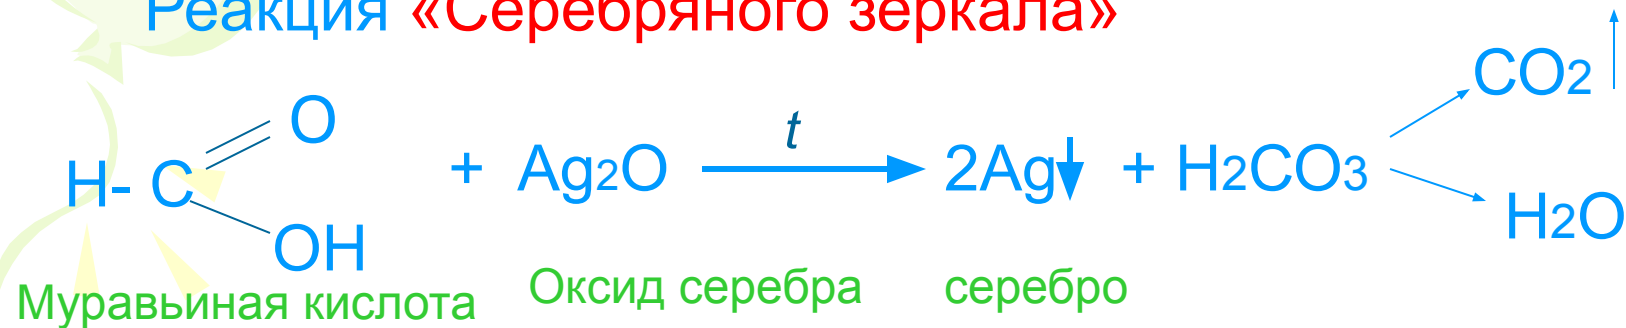 Реакция «Серебряного зеркала»
CO2
O
t
H- C + Ag2O 2Ag + H2CO3
H2O
OH
Муравьиная кислота Оксид серебра серебро